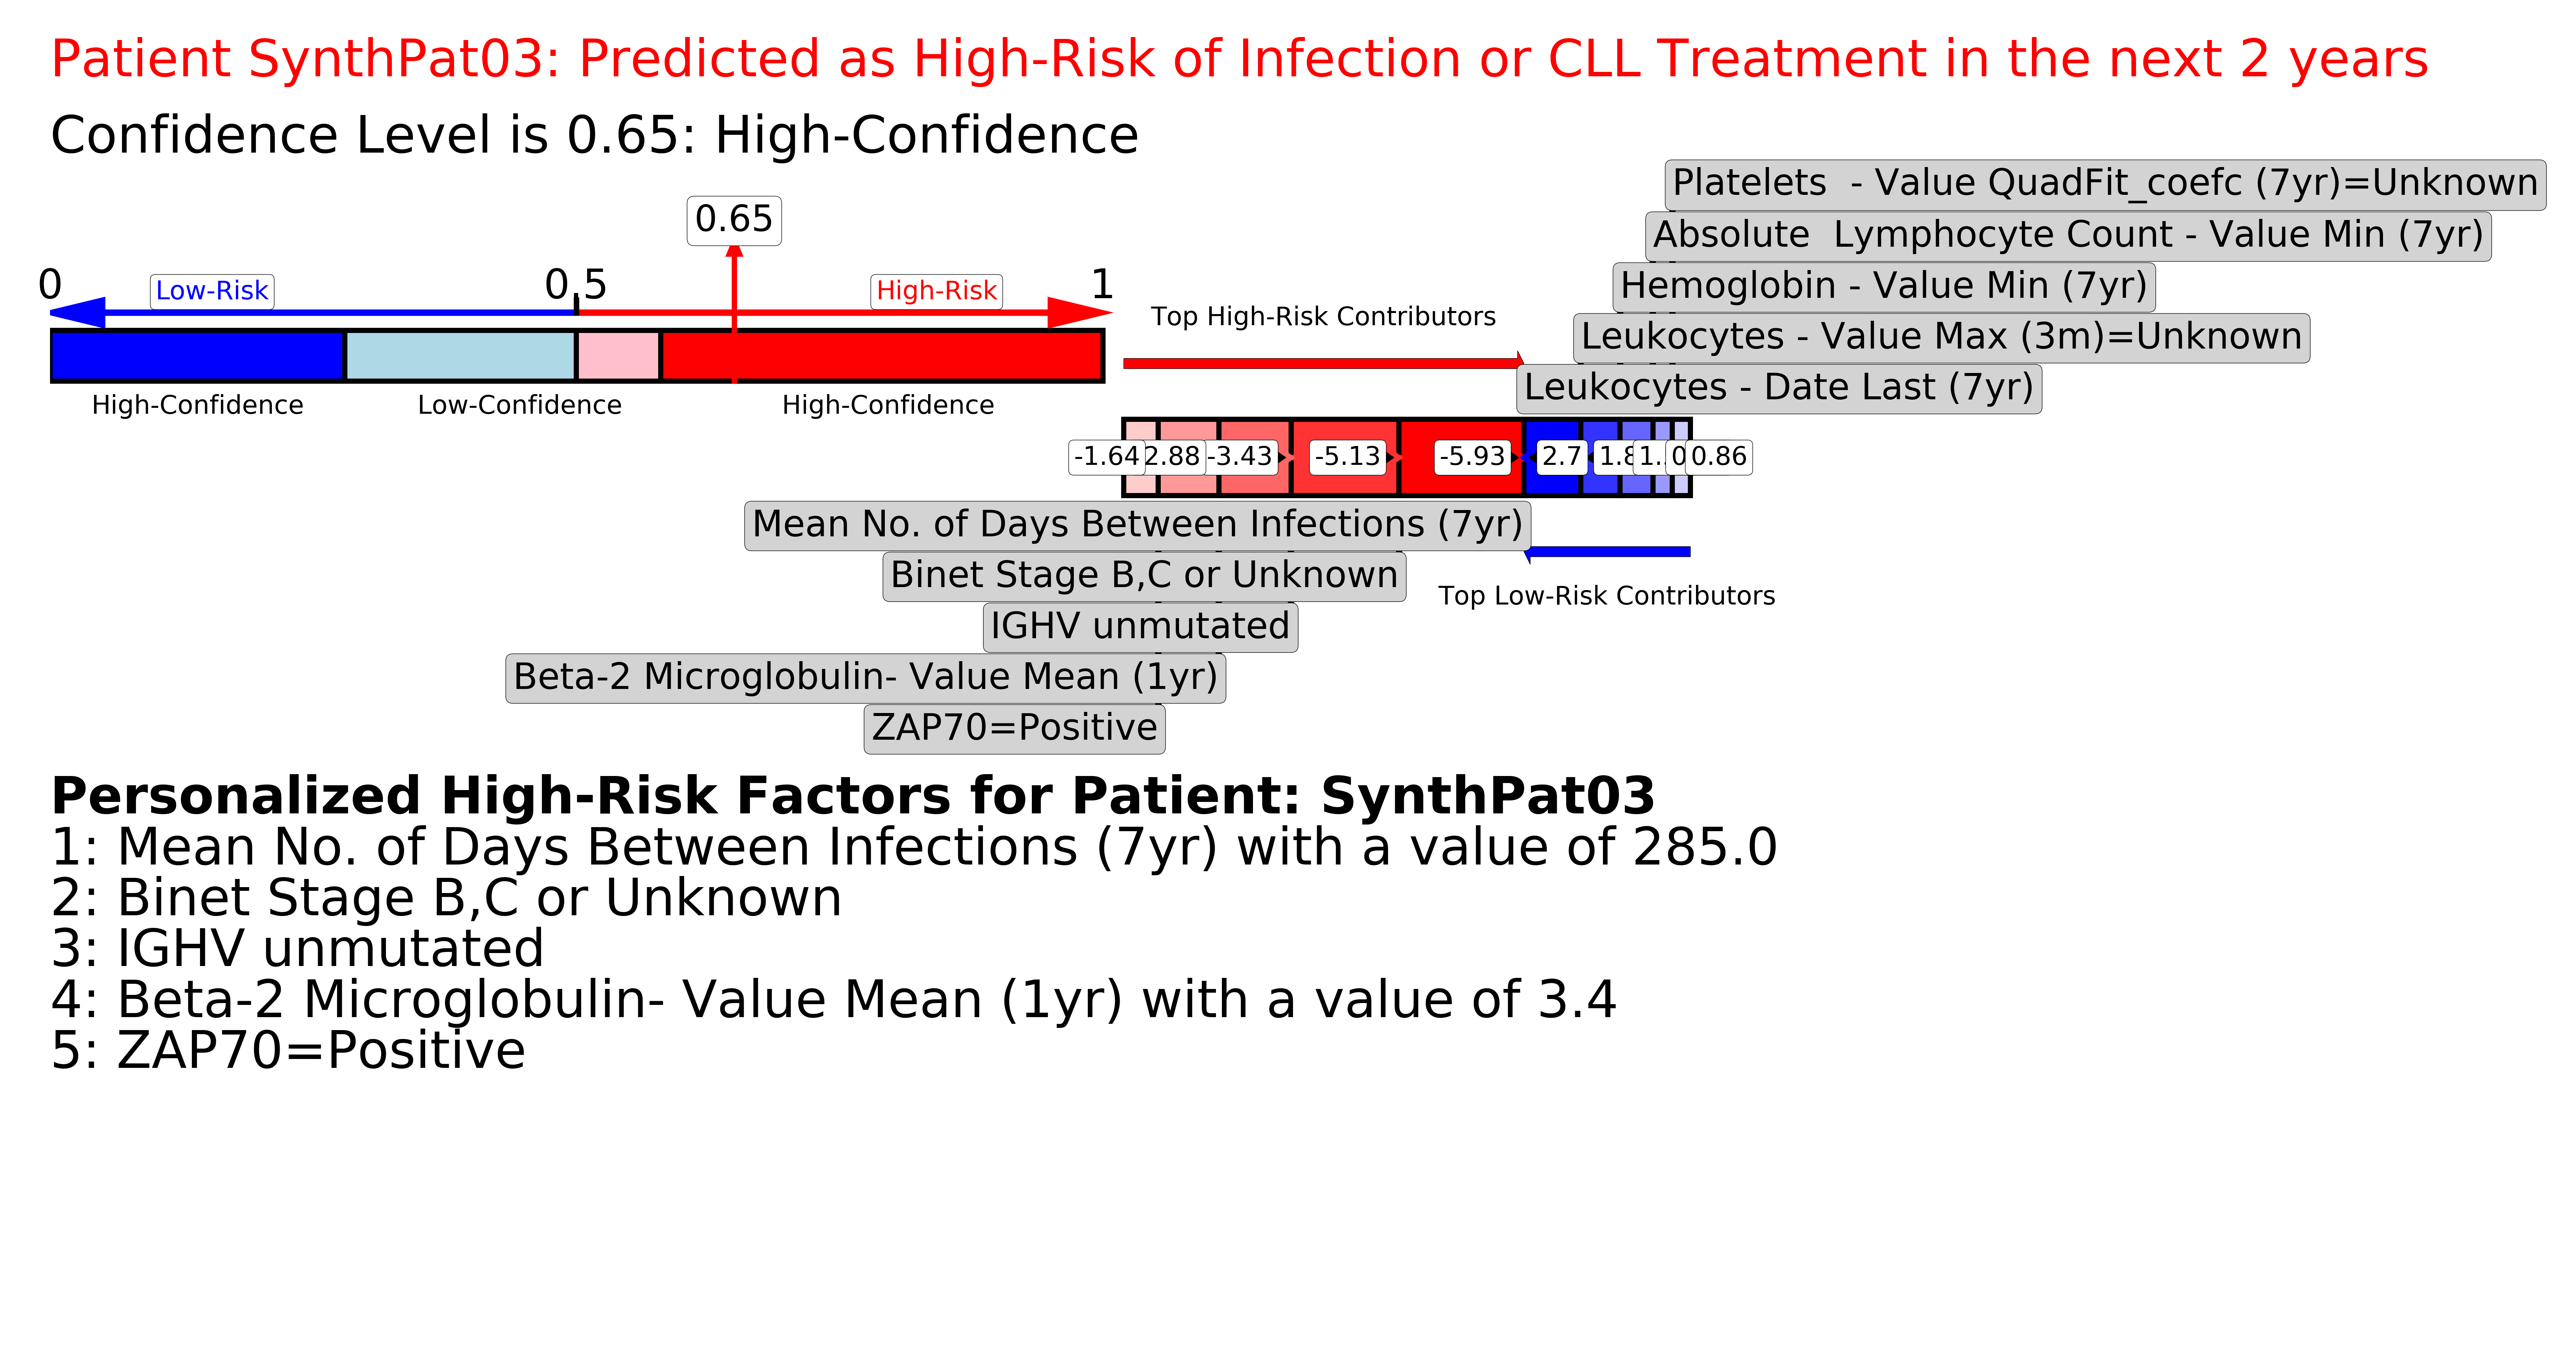 Patient SynthPat03: Predicted as High-Risk of Infection or CLL Treatment in the next 2 years
Confidence Level is 0.65: High-Confidence
Platelets  - Value QuadFit_coefc (7yr)=Unknown
Absolute  Lymphocyte Count - Value Min (7yr)
Hemoglobin - Value Min (7yr)
Leukocytes - Value Max (3m)=Unknown
Leukocytes - Date Last (7yr)
0.65
0 0.5 1
Low-Risk High-Risk
High-Confidence Low-Confidence High-Confidence
Top High-Risk Contributors
-1.64 2.88 -3.43 -5.13 -5.93 2.7 0.86
Mean No. of Days Between Infections (7yr)
Binet Stage B,C or Unknown
IGHV unmutated
Beta-2 Microglobulin- Value Mean (1yr)
ZAP70=Positive
Top Low-Risk Contributors
Personalized High-Risk Factors for Patient: SynthPat03
1: Mean No. of Days Between Infections (7yr) with a value of 285.0
2: Binet Stage B,C or Unknown
3: IGHV unmutated
4: Beta-2 Microglobulin- Value Mean (1yr) with a value of 3.4
5: ZAP70=Positive